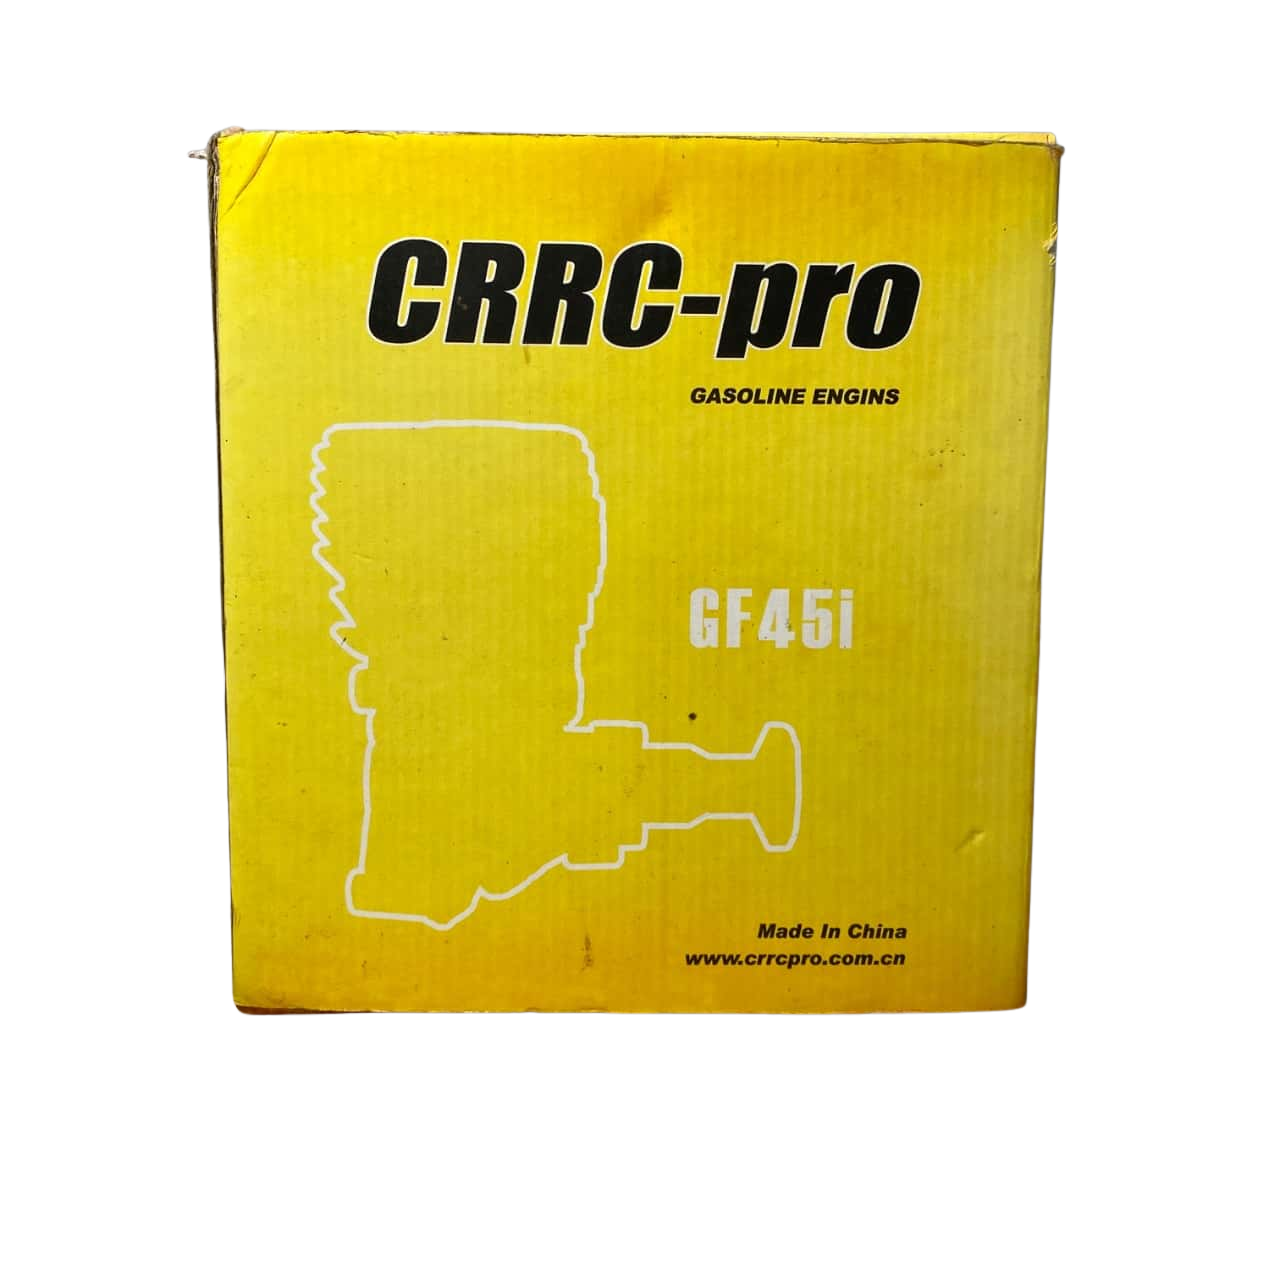 CRRC-pro
GASOLINE ENGINS
GF45i
Made In China
www.crrcpro.com.cn